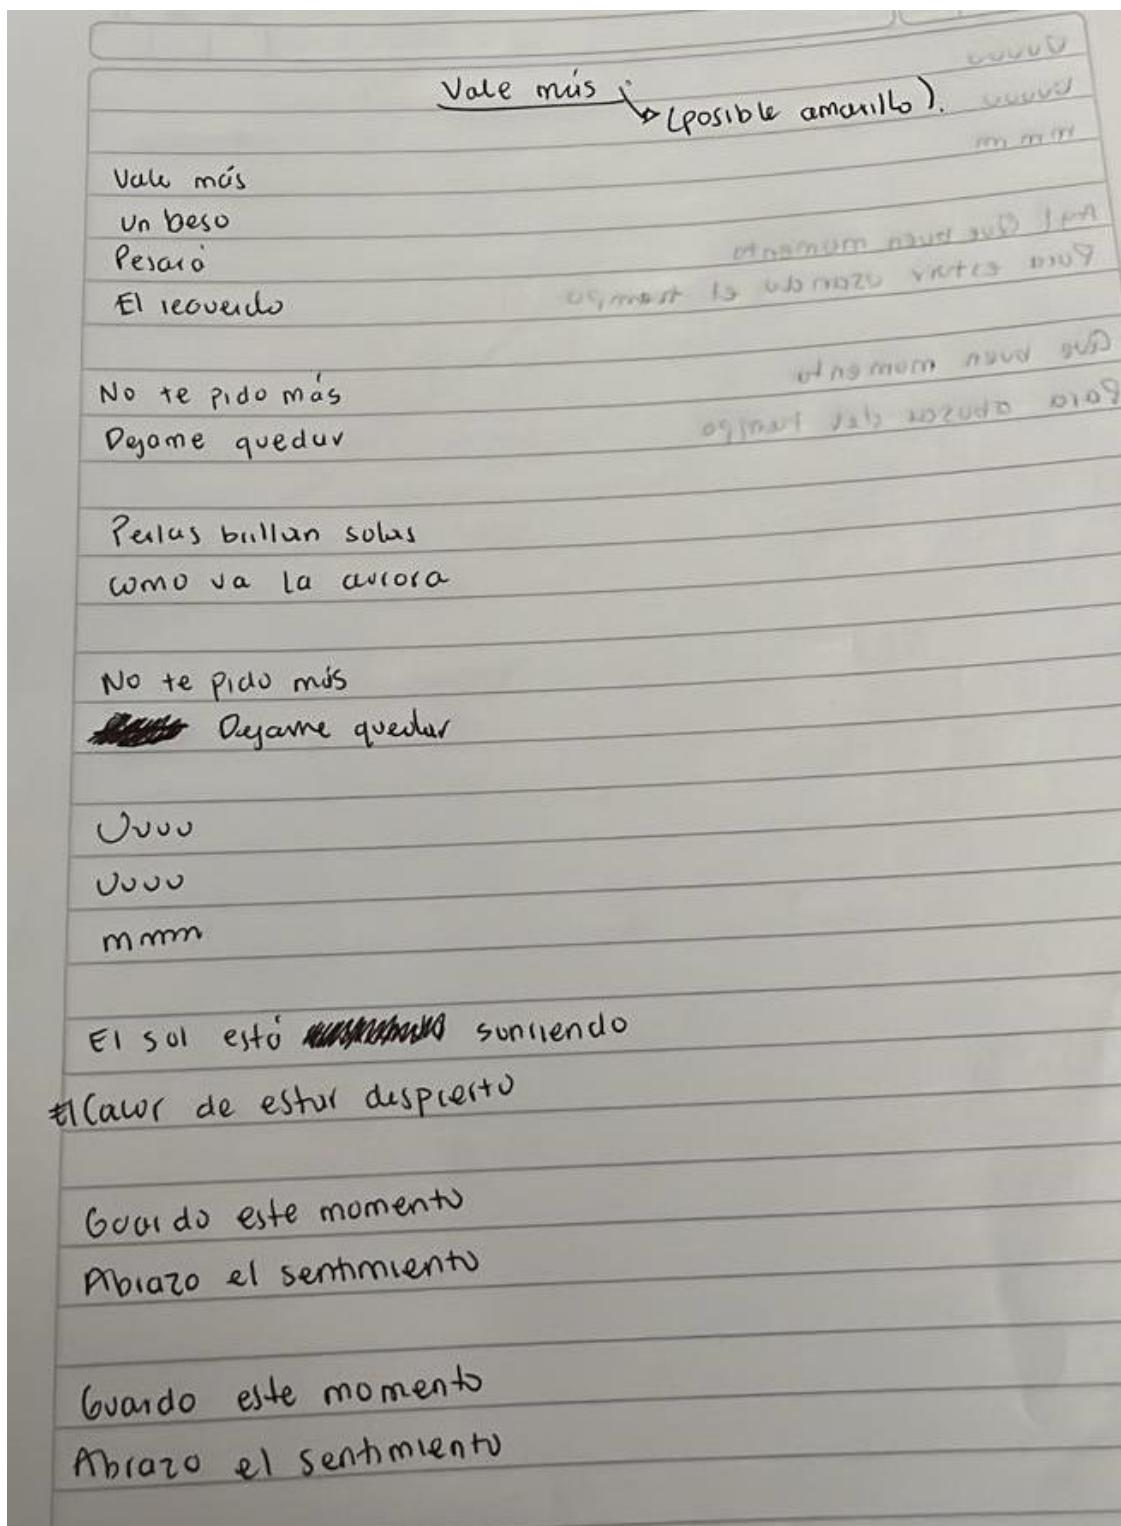 Vale más
↳ (posible amarillo).
Vale más
un beso
Pesará
El recuerdo
No te pido más
Dejame quedar
Perlas brillan solas
como va la aurora
No te pido más
Dejame quedar
Uuuu
Uuuu
mmm
El sol está sonriendo
El Calor de estar despierto
Guardo este momento
Abrazo el sentimiento
Guardo este momento
Abrazo el sentimiento